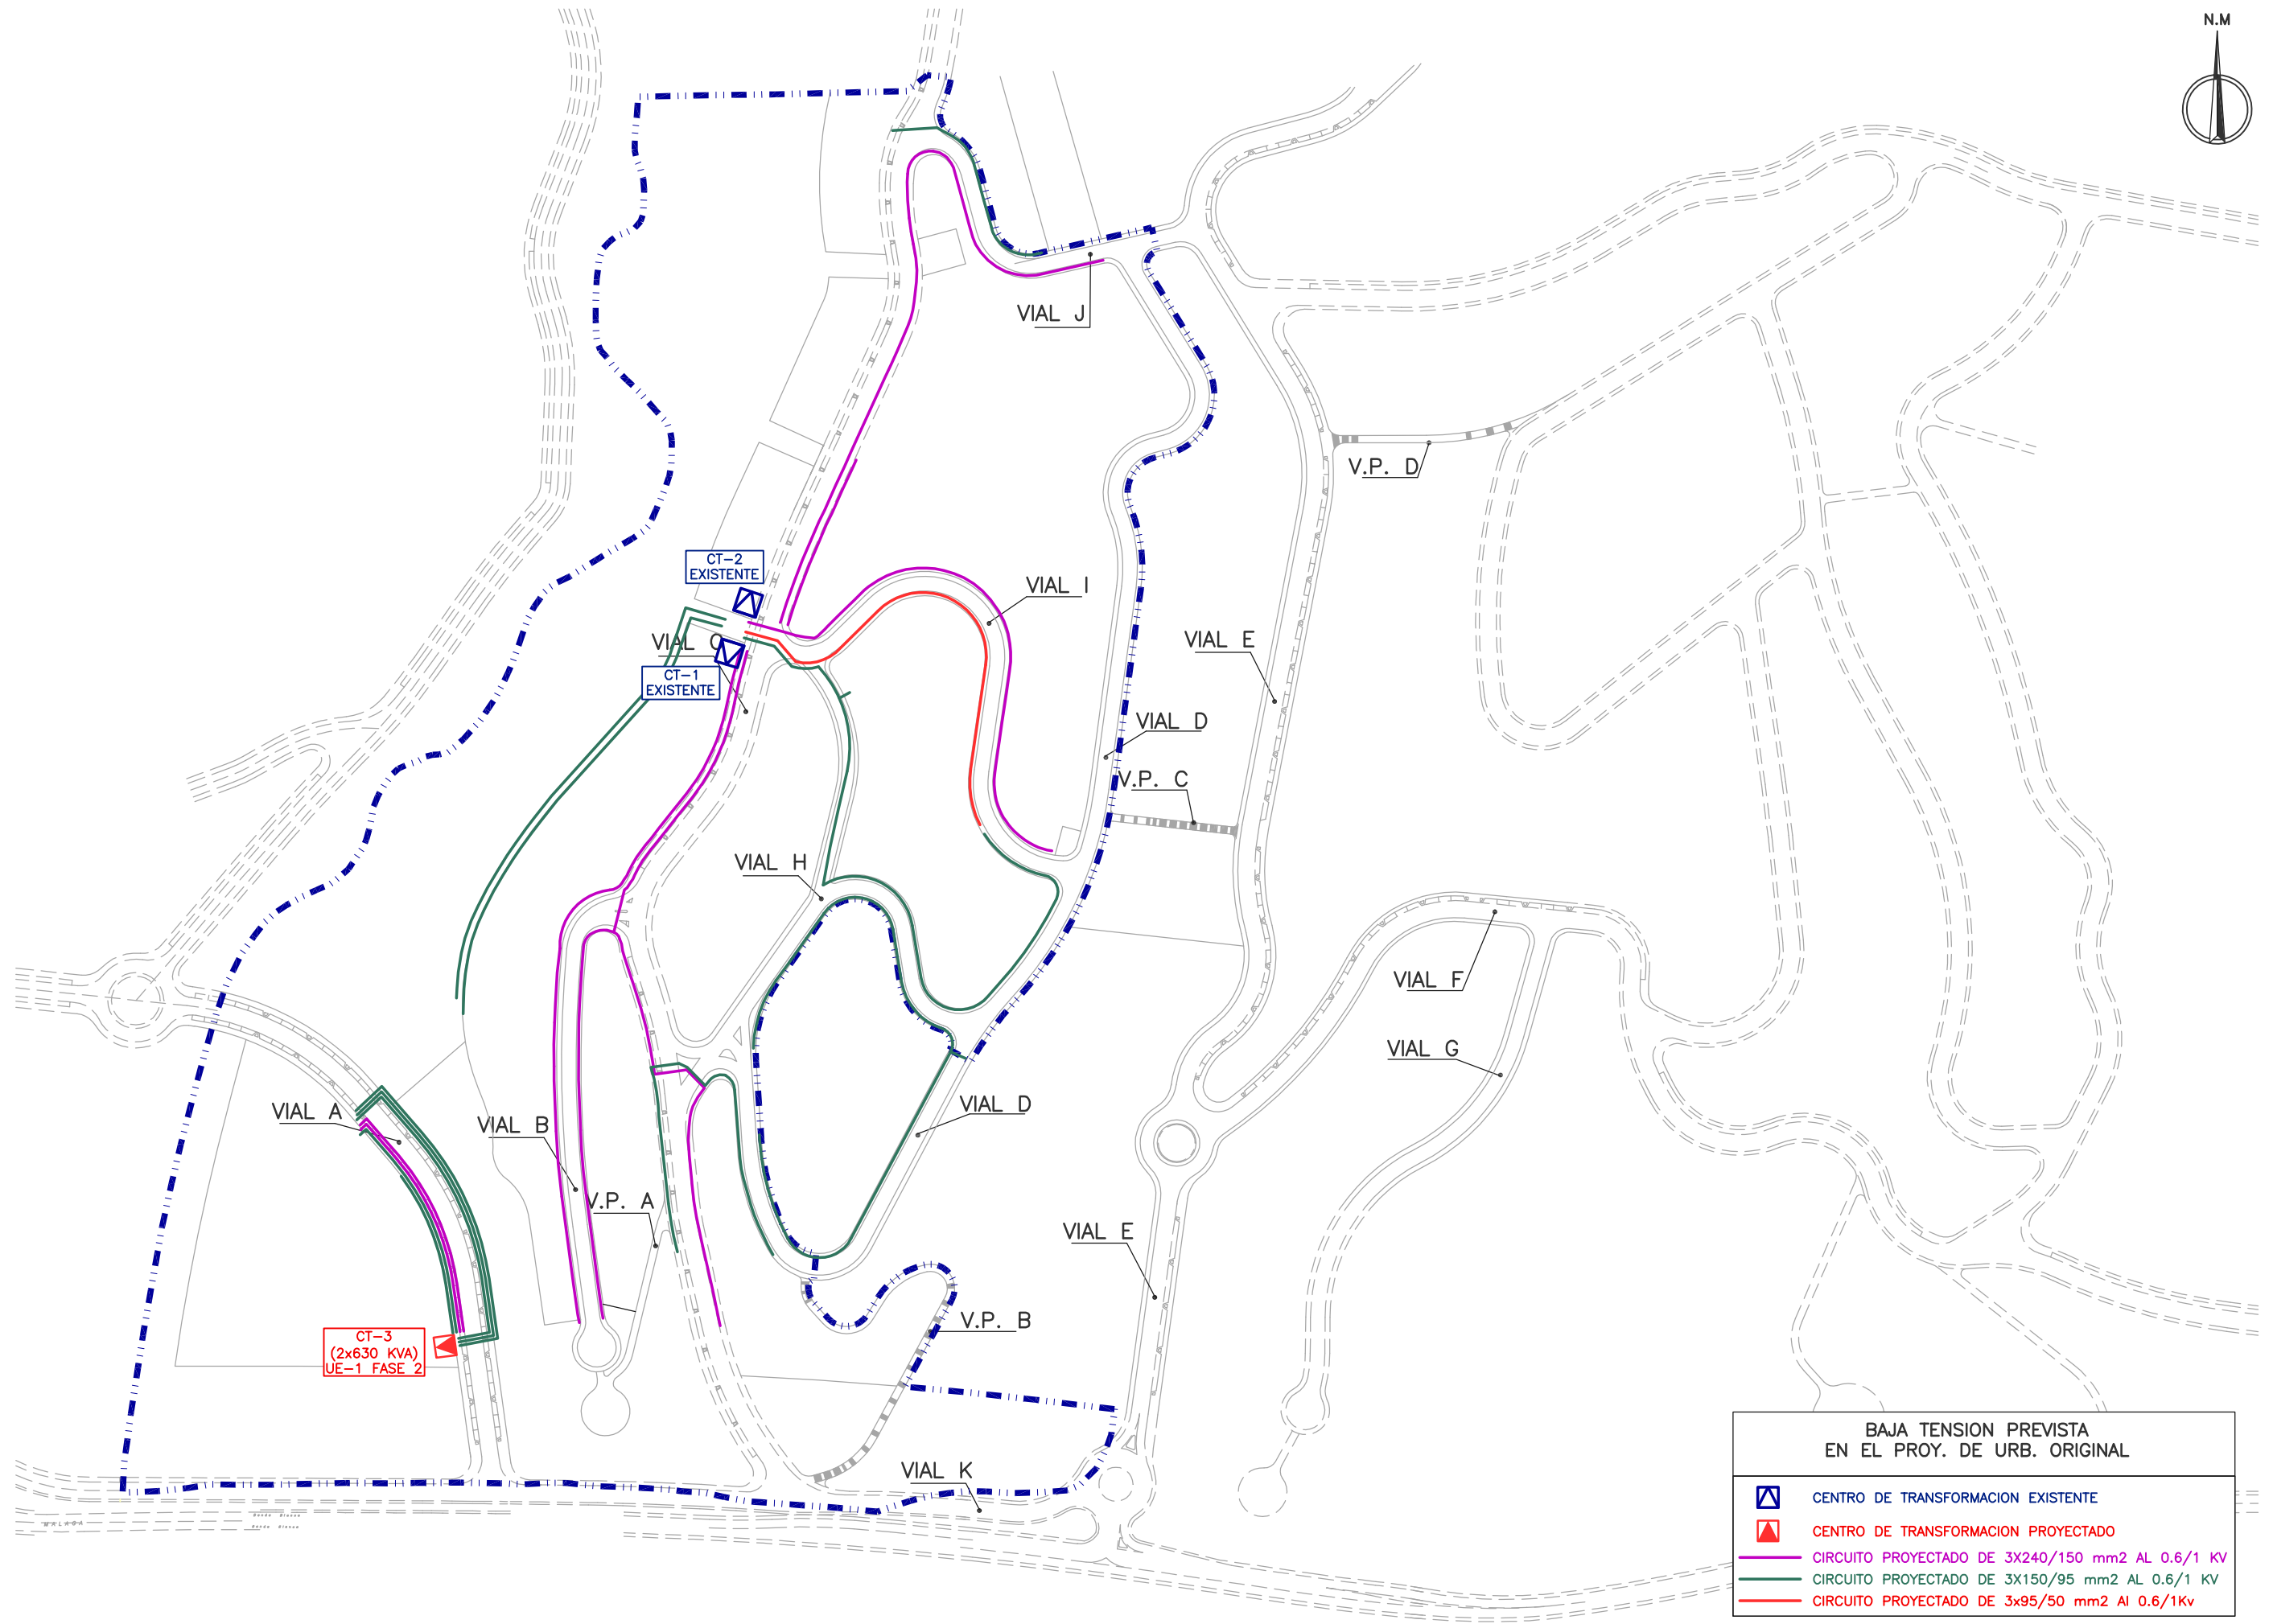 N.M
VIAL J
V.P. D
CT-2
EXISTENTE
VIAL I
VIAL C
VIAL E
CT-1
EXISTENTE
VIAL D
V.P. C
VIAL H
VIAL F
VIAL G
VIAL A
VIAL B
VIAL D
V.P. A
VIAL E
V.P. B
CT-3
(2x630 KVA)
UE-1 FASE 2
VIAL K
MALAGA
BAJA TENSION PREVISTA
EN EL PROY. DE URB. ORIGINAL
CENTRO DE TRANSFORMACION EXISTENTE
CENTRO DE TRANSFORMACION PROYECTADO
CIRCUITO PROYECTADO DE 3X240/150 mm2 AL 0.6/1 KV
CIRCUITO PROYECTADO DE 3X150/95 mm2 AL 0.6/1 KV
CIRCUITO PROYECTADO DE 3x95/50 mm2 Al 0.6/1Kv